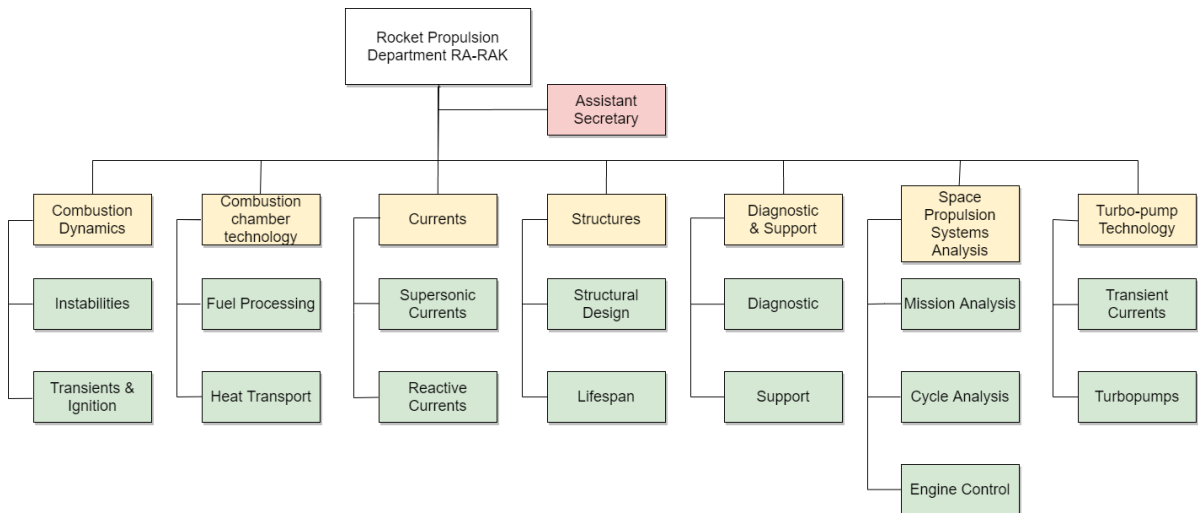 Rocket Propulsion
Department RA-RAK
Assistant
Secretary
Combustion
Dynamics
Combustion
chamber
technology
Currents
Structures
Diagnostic
& Support
Space
Propulsion
Systems
Analysis
Turbo-pump
Technology
Instabilities
Fuel Processing
Supersonic
Currents
Structural
Design
Diagnostic
Mission Analysis
Transient
Currents
Transients &
Ignition
Heat Transport
Reactive
Currents
Lifespan
Support
Cycle Analysis
Turbopumps
Engine Control